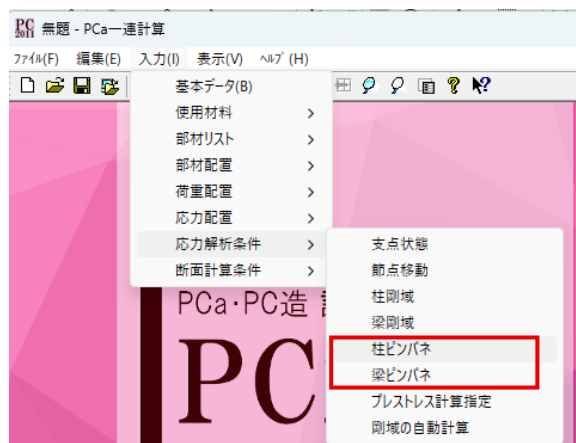 PC 2011 無題 - PCa一連計算
ファイル(F) 編集(E) 入力(I) 表示(V) ヘルプ(H)
基本データ(B)
使用材料
部材リスト
部材配置
荷重配置
応力配置
応力解析条件
断面計算条件
支点状態
節点移動
柱剛域
梁剛域
柱ピンバネ
梁ピンバネ
プレストレス計算指定
剛域の自動計算
PCa・PC造
PC